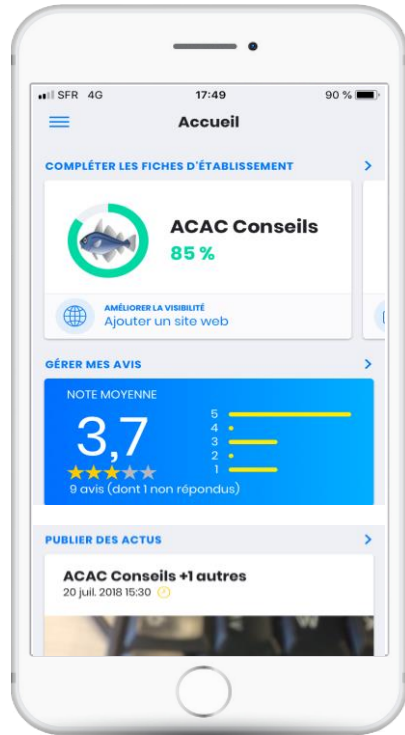 SFR 4G 17:49 90 %
Accueil
COMPLÉTER LES FICHES D'ÉTABLISSEMENT >
ACAC Conseils
85 %
AMÉLIORER LA VISIBILITÉ
Ajouter un site web
GÉRER MES AVIS >
NOTE MOYENNE
3,7
5
4
3
2
1
9 avis (dont 1 non répondus)
PUBLIER DES ACTUS >
ACAC Conseils +1 autres
20 juil. 2018 15:30